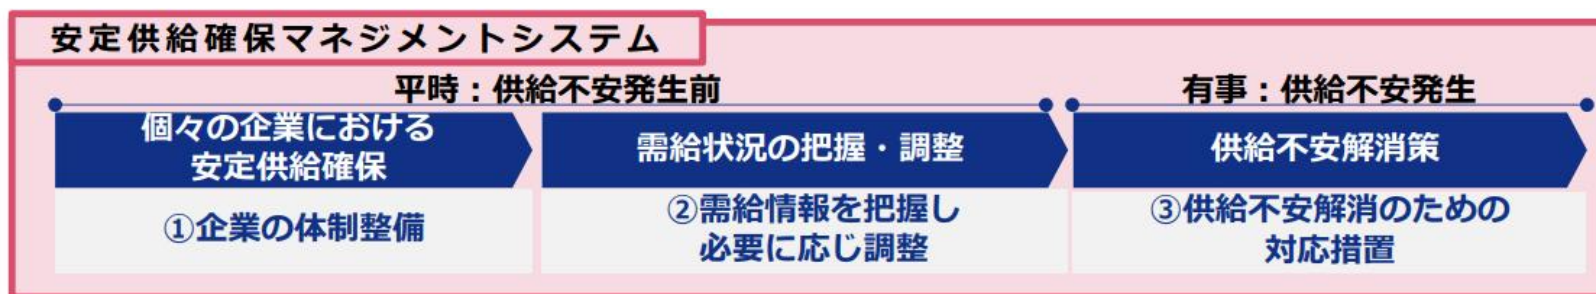 安定供給確保マネジメントシステム
平時：供給不安発生前
有事：供給不安発生
個々の企業における
安定供給確保
需給状況の把握・調整
供給不安解消策
①企業の体制整備
②需給情報を把握し
必要に応じ調整
③供給不安解消のための
対応措置